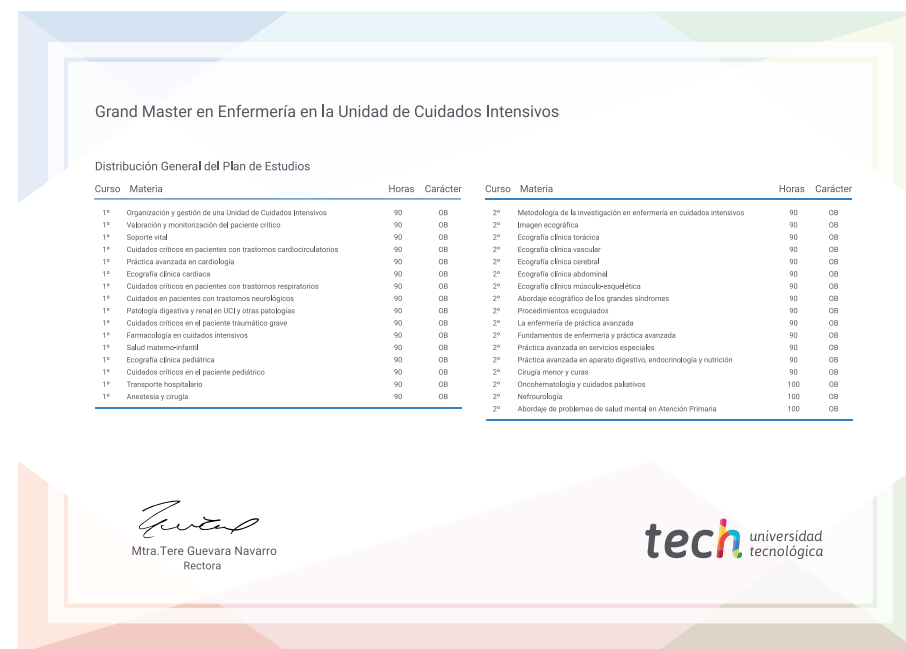 Grand Master en Enfermería en la Unidad de Cuidados Intensivos
Distribución General del Plan de Estudios
Curso Materia Horas Carácter
1º Organización y gestión de una Unidad de Cuidados Intensivos 90 OB
1º Valoración y monitorización del paciente crítico 90 OB
1º Soporte vital 90 OB
1º Cuidados críticos en pacientes con trastornos cardiocirculatorios 90 OB
1º Práctica avanzada en cardiología 90 OB
1º Ecografía clínica cardiaca 90 OB
1º Cuidados críticos en pacientes con trastornos respiratorios 90 OB
1º Cuidados en pacientes con trastornos neurológicos 90 OB
1º Patología digestiva y renal en UCI y otras patologías 90 OB
1º Cuidados críticos en el paciente traumático grave 90 OB
1º Farmacología en cuidados intensivos 90 OB
1º Salud materno-infantil 90 OB
1º Ecografía clínica pediátrica 90 OB
1º Cuidados críticos en el paciente pediátrico 90 OB
1º Transporte hospitalario 90 OB
1º Anestesia y cirugía 90 OB
Curso Materia Horas Carácter
2º Metodología de la investigación en enfermería en cuidados intensivos 90 OB
2º Imagen ecográfica 90 OB
2º Ecografía clínica torácica 90 OB
2º Ecografía clínica vascular 90 OB
2º Ecografía clínica cerebral 90 OB
2º Ecografía clínica abdominal 90 OB
2º Ecografía clínica músculo-esquelética 90 OB
2º Abordaje ecográfico de los grandes síndromes 90 OB
2º Procedimientos ecoguiados 90 OB
2º La enfermería de práctica avanzada 90 OB
2º Fundamentos de enfermería y práctica avanzada 90 OB
2º Práctica avanzada en servicios especiales 90 OB
2º Práctica avanzada en aparato digestivo, endocrinología y nutrición 90 OB
2º Cirugía menor y curas 90 OB
2º Oncohematología y cuidados paliativos 100 OB
2º Nefrourología 100 OB
2º Abordaje de problemas de salud mental en Atención Primaria 100 OB
Mtra.Tere Guevara Navarro
Rectora
tech universidad
tecnológica